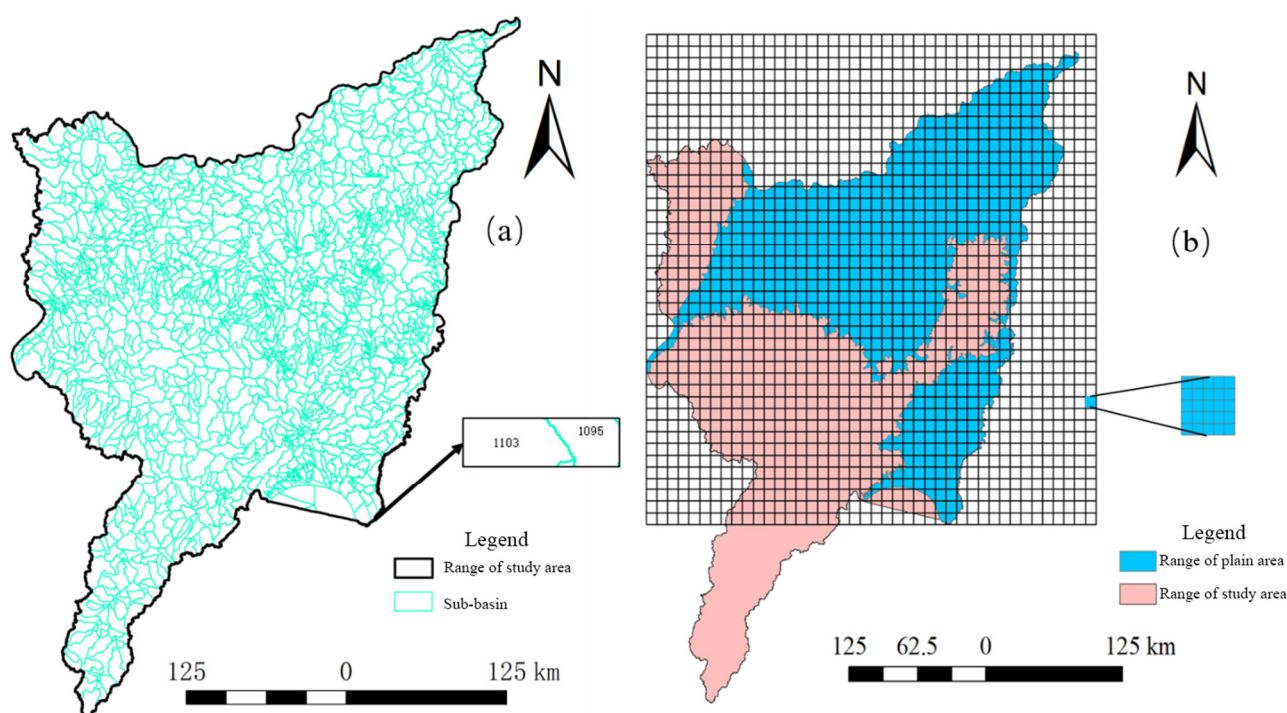 N
(a)
1103
1095
Legend
Range of study area
Sub-basin
125
0
125 km
N
(b)
Legend
Range of plain area
Range of study area
125
62.5
0
125 km